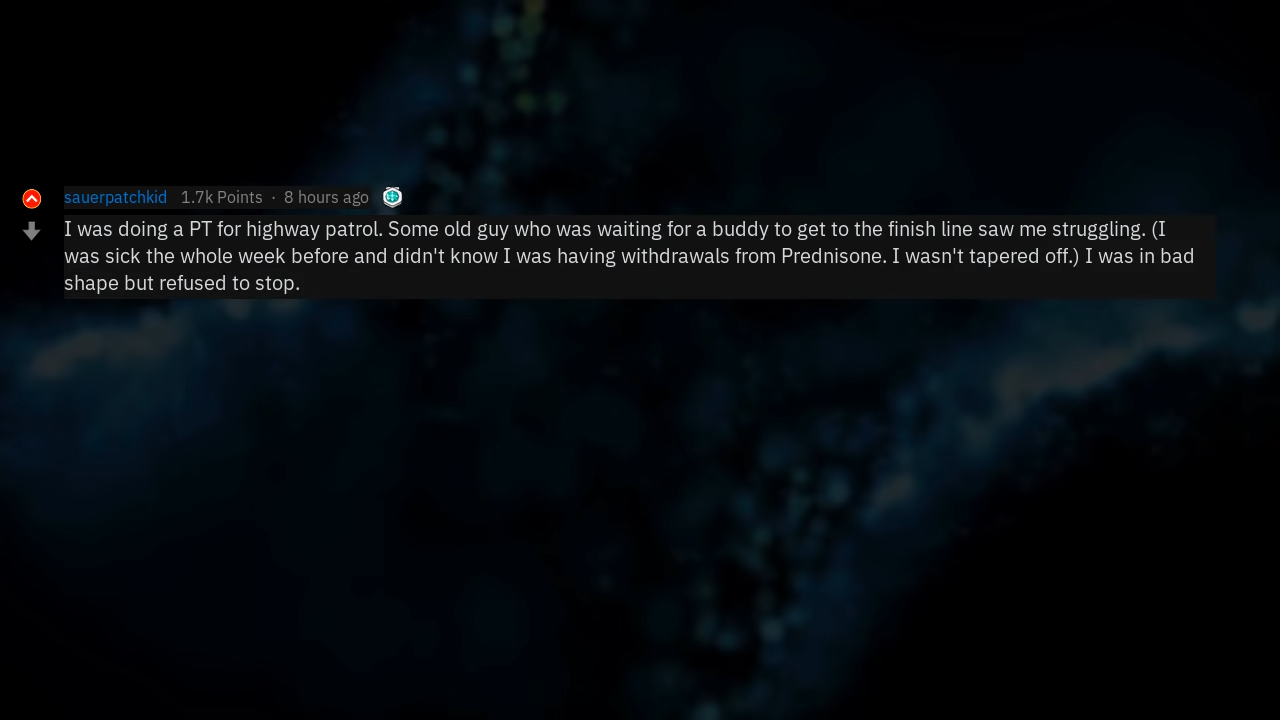 sauerpatchkid 1.7k Points · 8 hours ago
I was doing a PT for highway patrol. Some old guy who was waiting for a buddy to get to the finish line saw me struggling. (I
was sick the whole week before and didn't know I was having withdrawals from Prednisone. I wasn't tapered off.) I was in bad
shape but refused to stop.